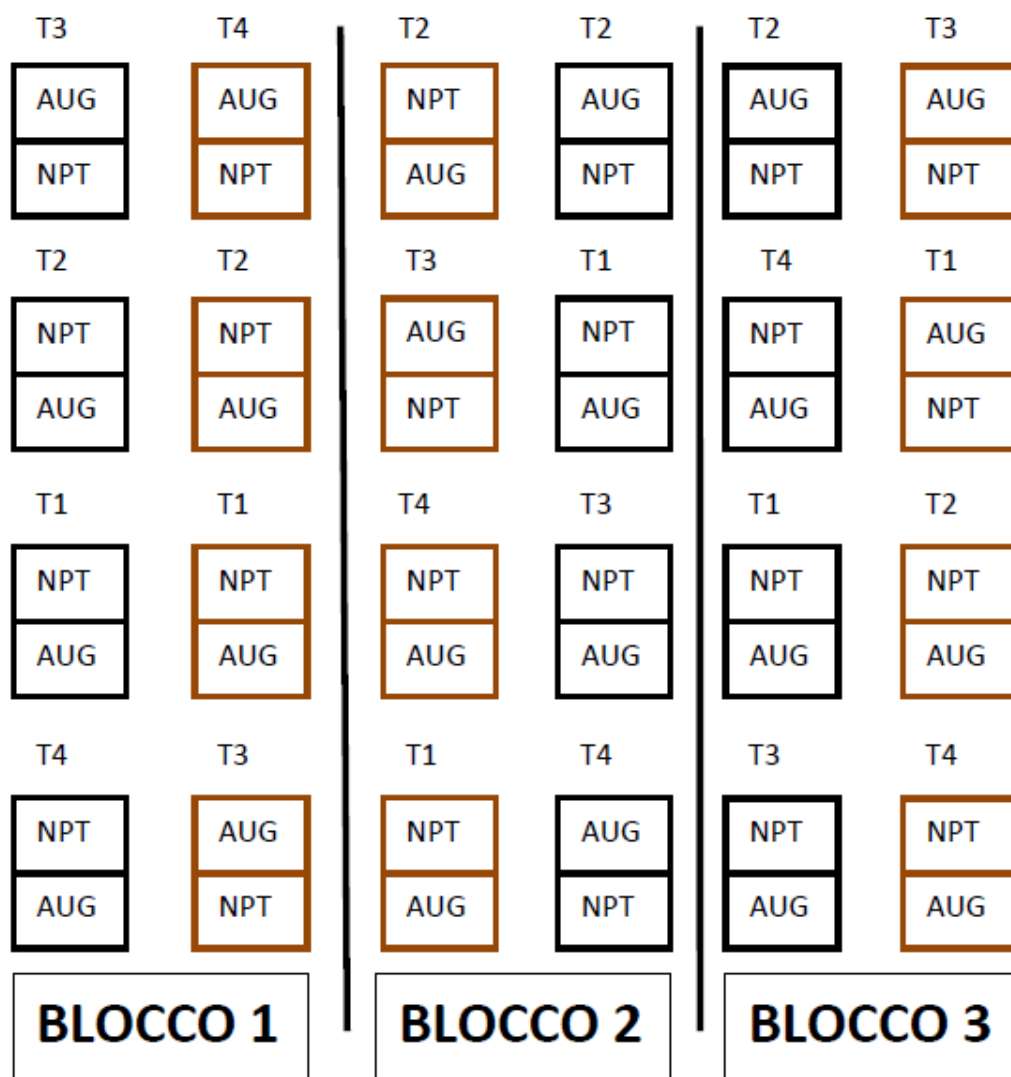 T3 T4 T2 T2 T2 T3
AUG AUG NPT AUG AUG AUG
NPT NPT AUG NPT NPT NPT
T2 T2 T3 T1 T4 T1
NPT NPT AUG NPT NPT AUG
AUG AUG NPT AUG AUG NPT
T1 T1 T4 T3 T1 T2
NPT NPT NPT NPT NPT NPT
AUG AUG AUG AUG AUG AUG
T4 T3 T1 T4 T3 T4
NPT AUG NPT AUG NPT NPT
AUG NPT AUG NPT AUG AUG
BLOCCO 1 BLOCCO 2 BLOCCO 3